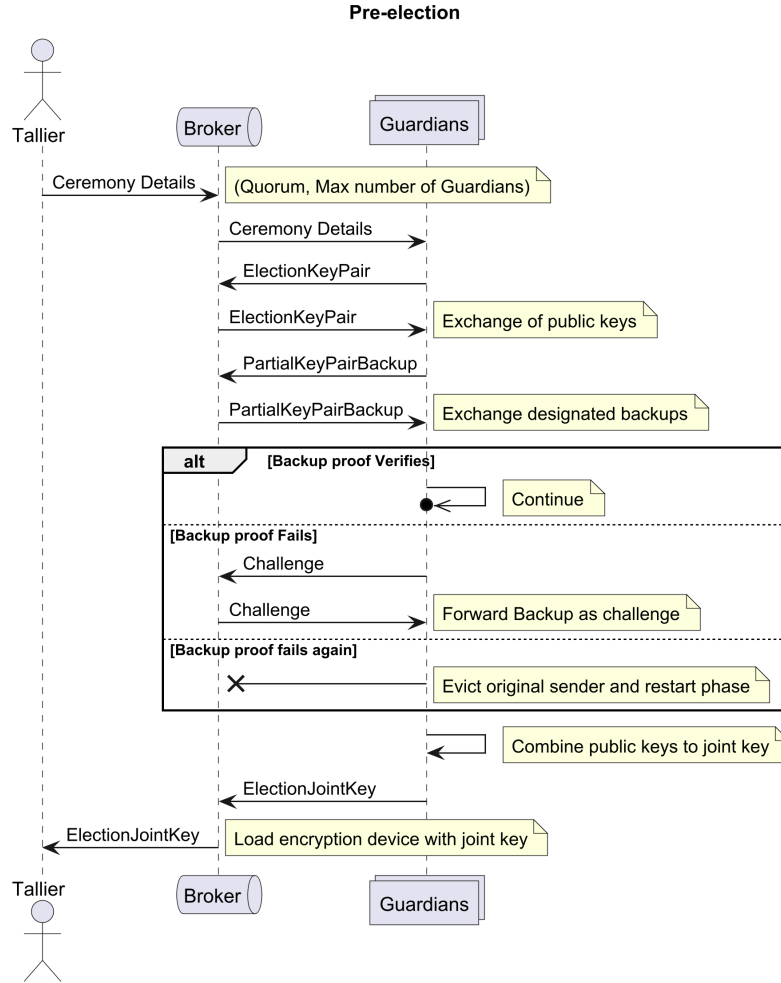 Pre-election
Tallier
Broker
Guardians
Ceremony Details
(Quorum, Max number of Guardians)
Ceremony Details
ElectionKeyPair
ElectionKeyPair
Exchange of public keys
PartialKeyPairBackup
PartialKeyPairBackup
Exchange designated backups
alt
[Backup proof Verifies]
Continue
[Backup proof Fails]
Challenge
Challenge
Forward Backup as challenge
[Backup proof fails again]
Evict original sender and restart phase
Combine public keys to joint key
ElectionJointKey
ElectionJointKey
Load encryption device with joint key
Tallier
Broker
Guardians